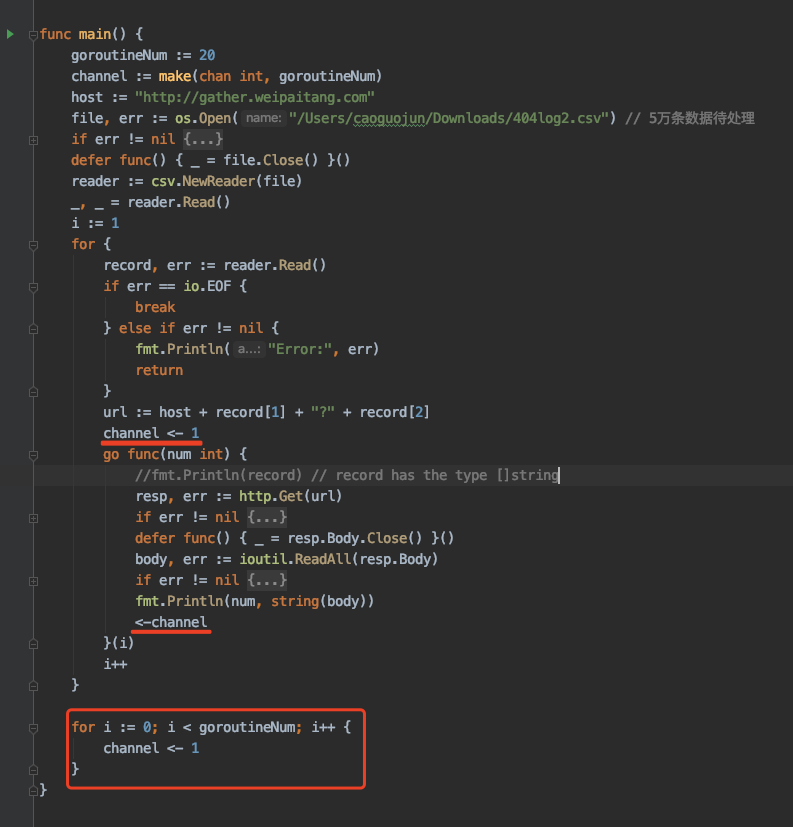 func main() {
goroutineNum := 20
channel := make(chan int, goroutineNum)
host := "http://gather.weipaitang.com"
file, err := os.Open( name: "/Users/caoguojun/Downloads/404log2.csv") // 5万条数据待处理
if err != nil {...}
defer func() { _ = file.Close() }()
reader := csv.NewReader(file)
_, _ = reader.Read()
i := 1
for {
record, err := reader.Read()
if err == io.EOF {
break
} else if err != nil {
fmt.Println( a...: "Error:", err)
return
}
url := host + record[1] + "?" + record[2]
channel <- 1
go func(num int) {
//fmt.Println(record) // record has the type []string
resp, err := http.Get(url)
if err != nil {...}
defer func() { _ = resp.Body.Close() }()
body, err := ioutil.ReadAll(resp.Body)
if err != nil {...}
fmt.Println(num, string(body))
<-channel
}(i)
i++
}
for i := 0; i < goroutineNum; i++ {
channel <- 1
}
}